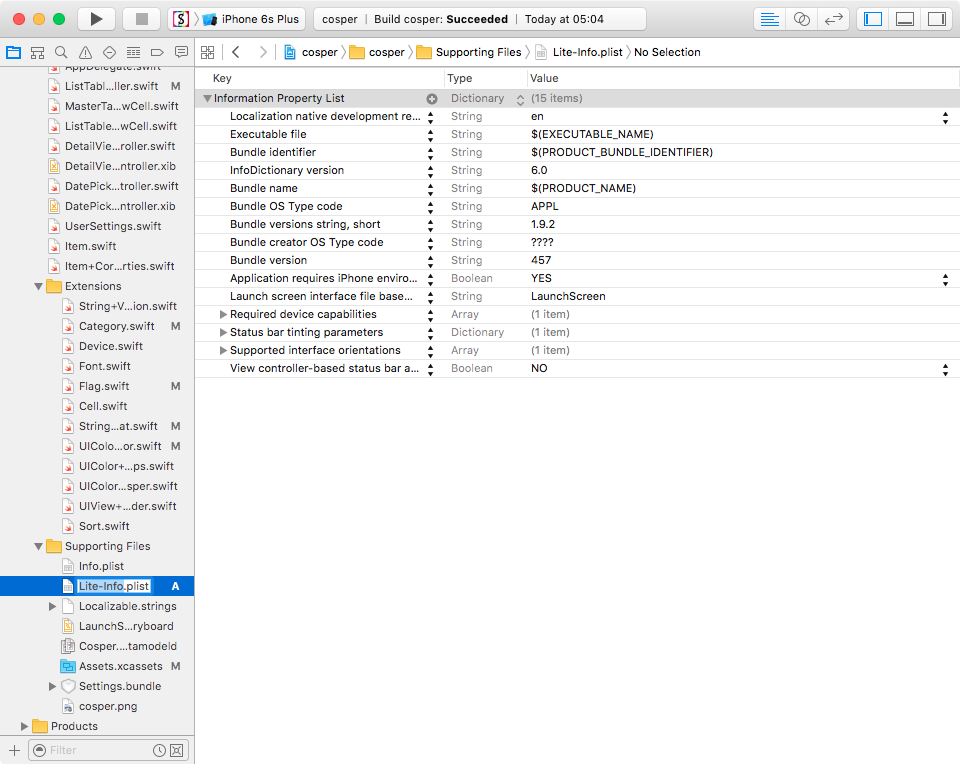 iPhone 6s Plus
cosper | Build cosper: Succeeded | Today at 05:04
cosper
cosper
Supporting Files
Lite-Info.plist
No Selection
AppDelegate.swift
ListTabl...ller.swift M
MasterTa...wCell.swift
ListTable...wCell.swift
DetailVie...roller.swift
DetailVie...ntroller.xib
DatePick...troller.swift
DatePick...ntroller.xib
UserSettings.swift
Item.swift
Item+Cor...rties.swift
Extensions
String+V...ion.swift
Category.swift M
Device.swift
Font.swift
Flag.swift M
Cell.swift
String...at.swift M
UIColo...or.swift M
UIColor+...ps.swift
UIColor...sper.swift
UIView+...der.swift
Sort.swift
Supporting Files
Info.plist
Lite-Info.plist A
Localizable.strings
LaunchS...ryboard
Cosper....tamodeld
Assets.xcassets M
Settings.bundle
cosper.png
Products
Filter
Key Type Value
Information Property List Dictionary (15 items)
Localization native development re... String en
Executable file String $(EXECUTABLE_NAME)
Bundle identifier String $(PRODUCT_BUNDLE_IDENTIFIER)
InfoDictionary version String 6.0
Bundle name String $(PRODUCT_NAME)
Bundle OS Type code String APPL
Bundle versions string, short String 1.9.2
Bundle creator OS Type code String ????
Bundle version String 457
Application requires iPhone enviro... Boolean YES
Launch screen interface file base... String LaunchScreen
Required device capabilities Array (1 item)
Status bar tinting parameters Dictionary (1 item)
Supported interface orientations Array (1 item)
View controller-based status bar a... Boolean NO